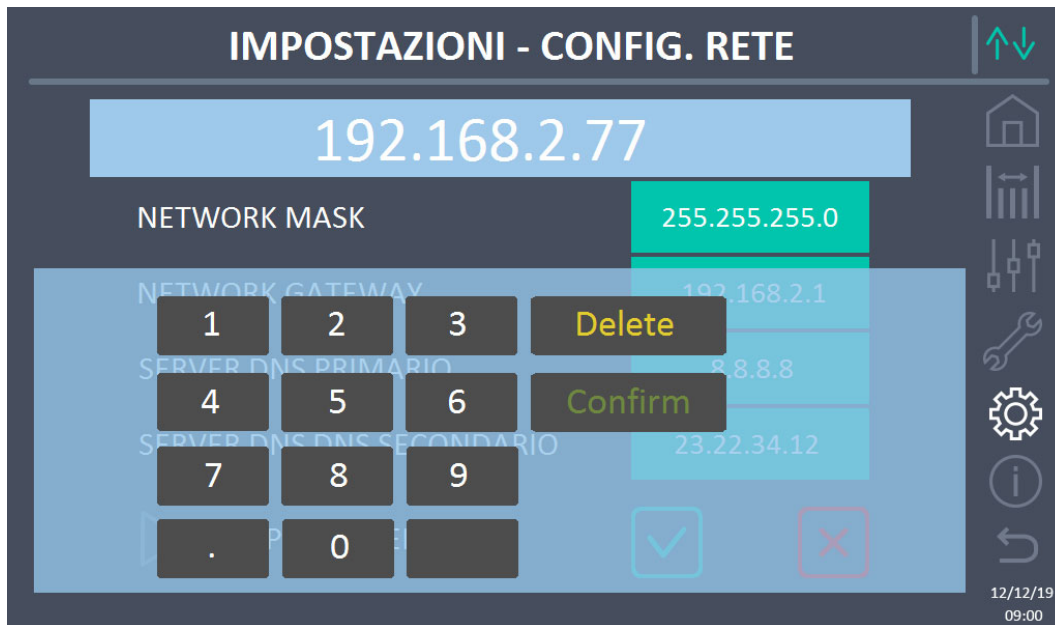 IMPOSTAZIONI - CONFIG. RETE
192.168.2.77
NETWORK MASK 255.255.255.0
NETWORK GATEWAY 192.168.2.1
1 2 3 Delete
SERVER DNS PRIMARIO 8.8.8.8
4 5 6 Confirm
SERVER DNS DNS SECONDARIO 23.22.34.12
7 8 9
. 0
12/12/19
09:00